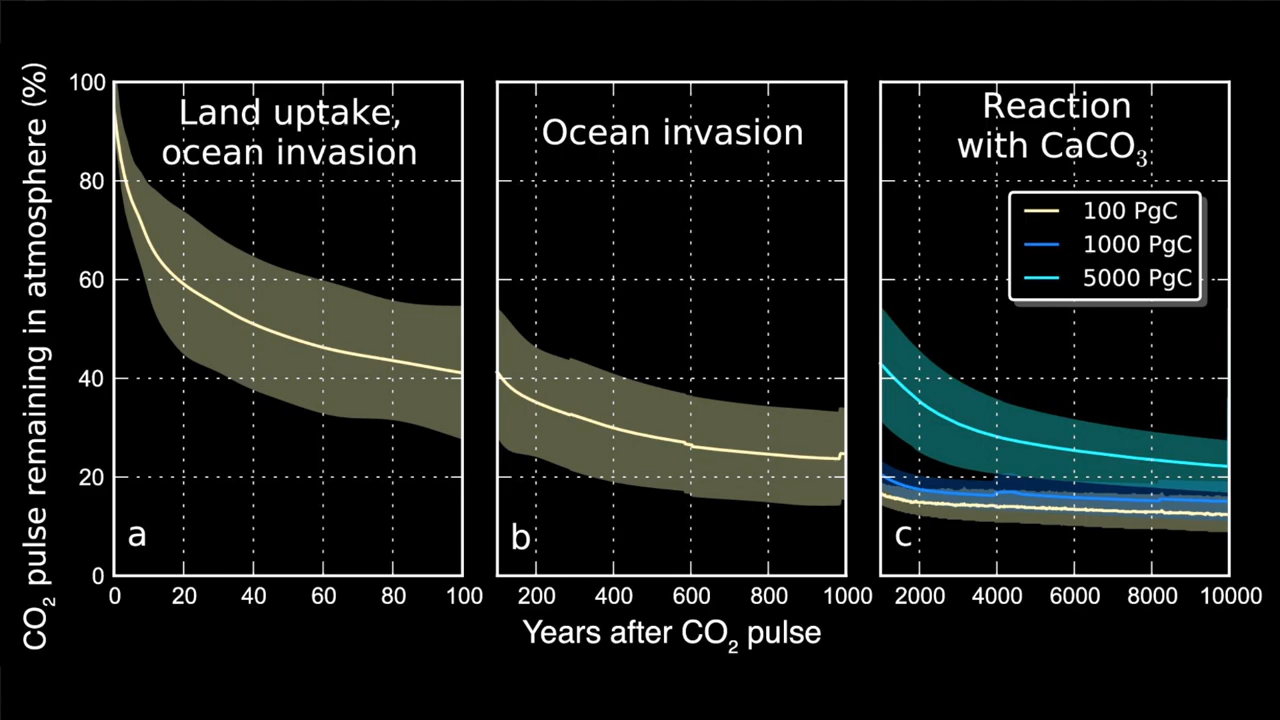 CO₂ pulse remaining in atmosphere (%)
100
80
60
40
20
0
Land uptake,
ocean invasion
a
0 20 40 60 80 100
Ocean invasion
b
200 400 600 800 1000
Reaction
with CaCO₃
100 PgC
1000 PgC
5000 PgC
c
2000 4000 6000 8000 10000
Years after CO₂ pulse